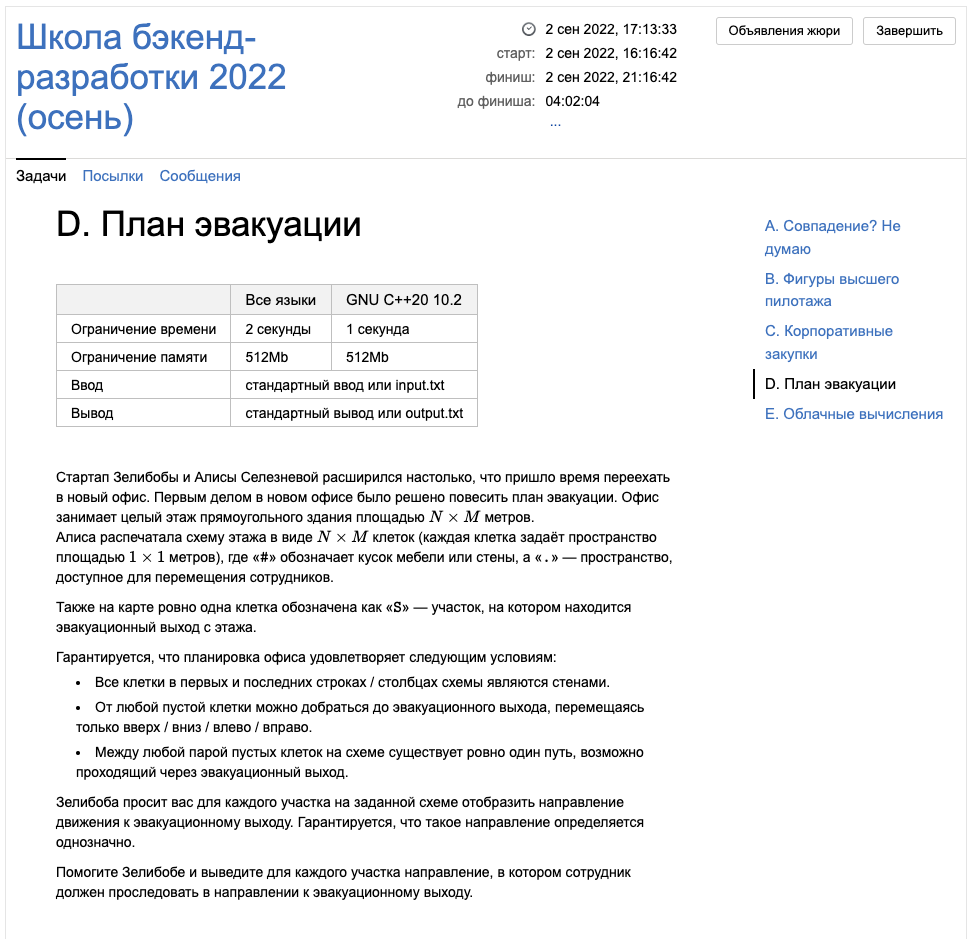 Школа бэкенд-
разработки 2022
(осень)
2 сен 2022, 17:13:33
старт: 2 сен 2022, 16:16:42
финиш: 2 сен 2022, 21:16:42
до финиша: 04:02:04
...
Объявления жюри
Завершить
Задачи Посылки Сообщения
D. План эвакуации
Все языки GNU C++20 10.2
Ограничение времени 2 секунды 1 секунда
Ограничение памяти 512Mb 512Mb
Ввод стандартный ввод или input.txt
Вывод стандартный вывод или output.txt
Стартап Зелибобы и Алисы Селезневой расширился настолько, что пришло время переехать
в новый офис. Первым делом в новом офисе было решено повесить план эвакуации. Офис
занимает целый этаж прямоугольного здания площадью N × M метров.
Алиса распечатала схему этажа в виде N × M клеток (каждая клетка задаёт пространство
площадью 1 × 1 метров), где «#» обозначает кусок мебели или стены, а «.» — пространство,
доступное для перемещения сотрудников.
Также на карте ровно одна клетка обозначена как «S» — участок, на котором находится
эвакуационный выход с этажа.
Гарантируется, что планировка офиса удовлетворяет следующим условиям:
• Все клетки в первых и последних строках / столбцах схемы являются стенами.
• От любой пустой клетки можно добраться до эвакуационного выхода, перемещаясь
только вверх / вниз / влево / вправо.
• Между любой парой пустых клеток на схеме существует ровно один путь, возможно
проходящий через эвакуационный выход.
Зелибоба просит вас для каждого участка на заданной схеме отобразить направление
движения к эвакуационному выходу. Гарантируется, что такое направление определяется
однозначно.
Помогите Зелибобе и выведите для каждого участка направление, в котором сотрудник
должен проследовать в направлении к эвакуационному выходу.
A. Совпадение? Не
думаю
B. Фигуры высшего
пилотажа
C. Корпоративные
закупки
D. План эвакуации
E. Облачные вычисления